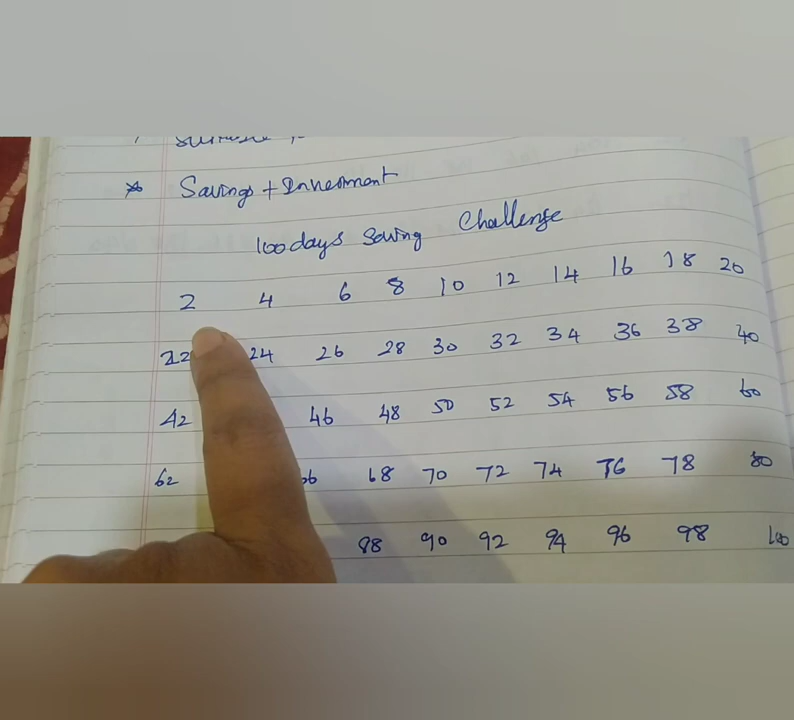 Savings + Investment
100 days Saving Challenge
2 4 6 8 10 12 14 16 18 20
22 24 26 28 30 32 34 36 38 40
42 46 48 50 52 54 56 58 60
62 68 70 72 74 76 78 80
88 90 92 94 96 98 100